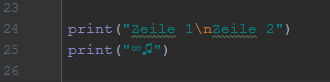 23
24 print("Zeile 1\nZeile 2")
25 print("∞♫")
26